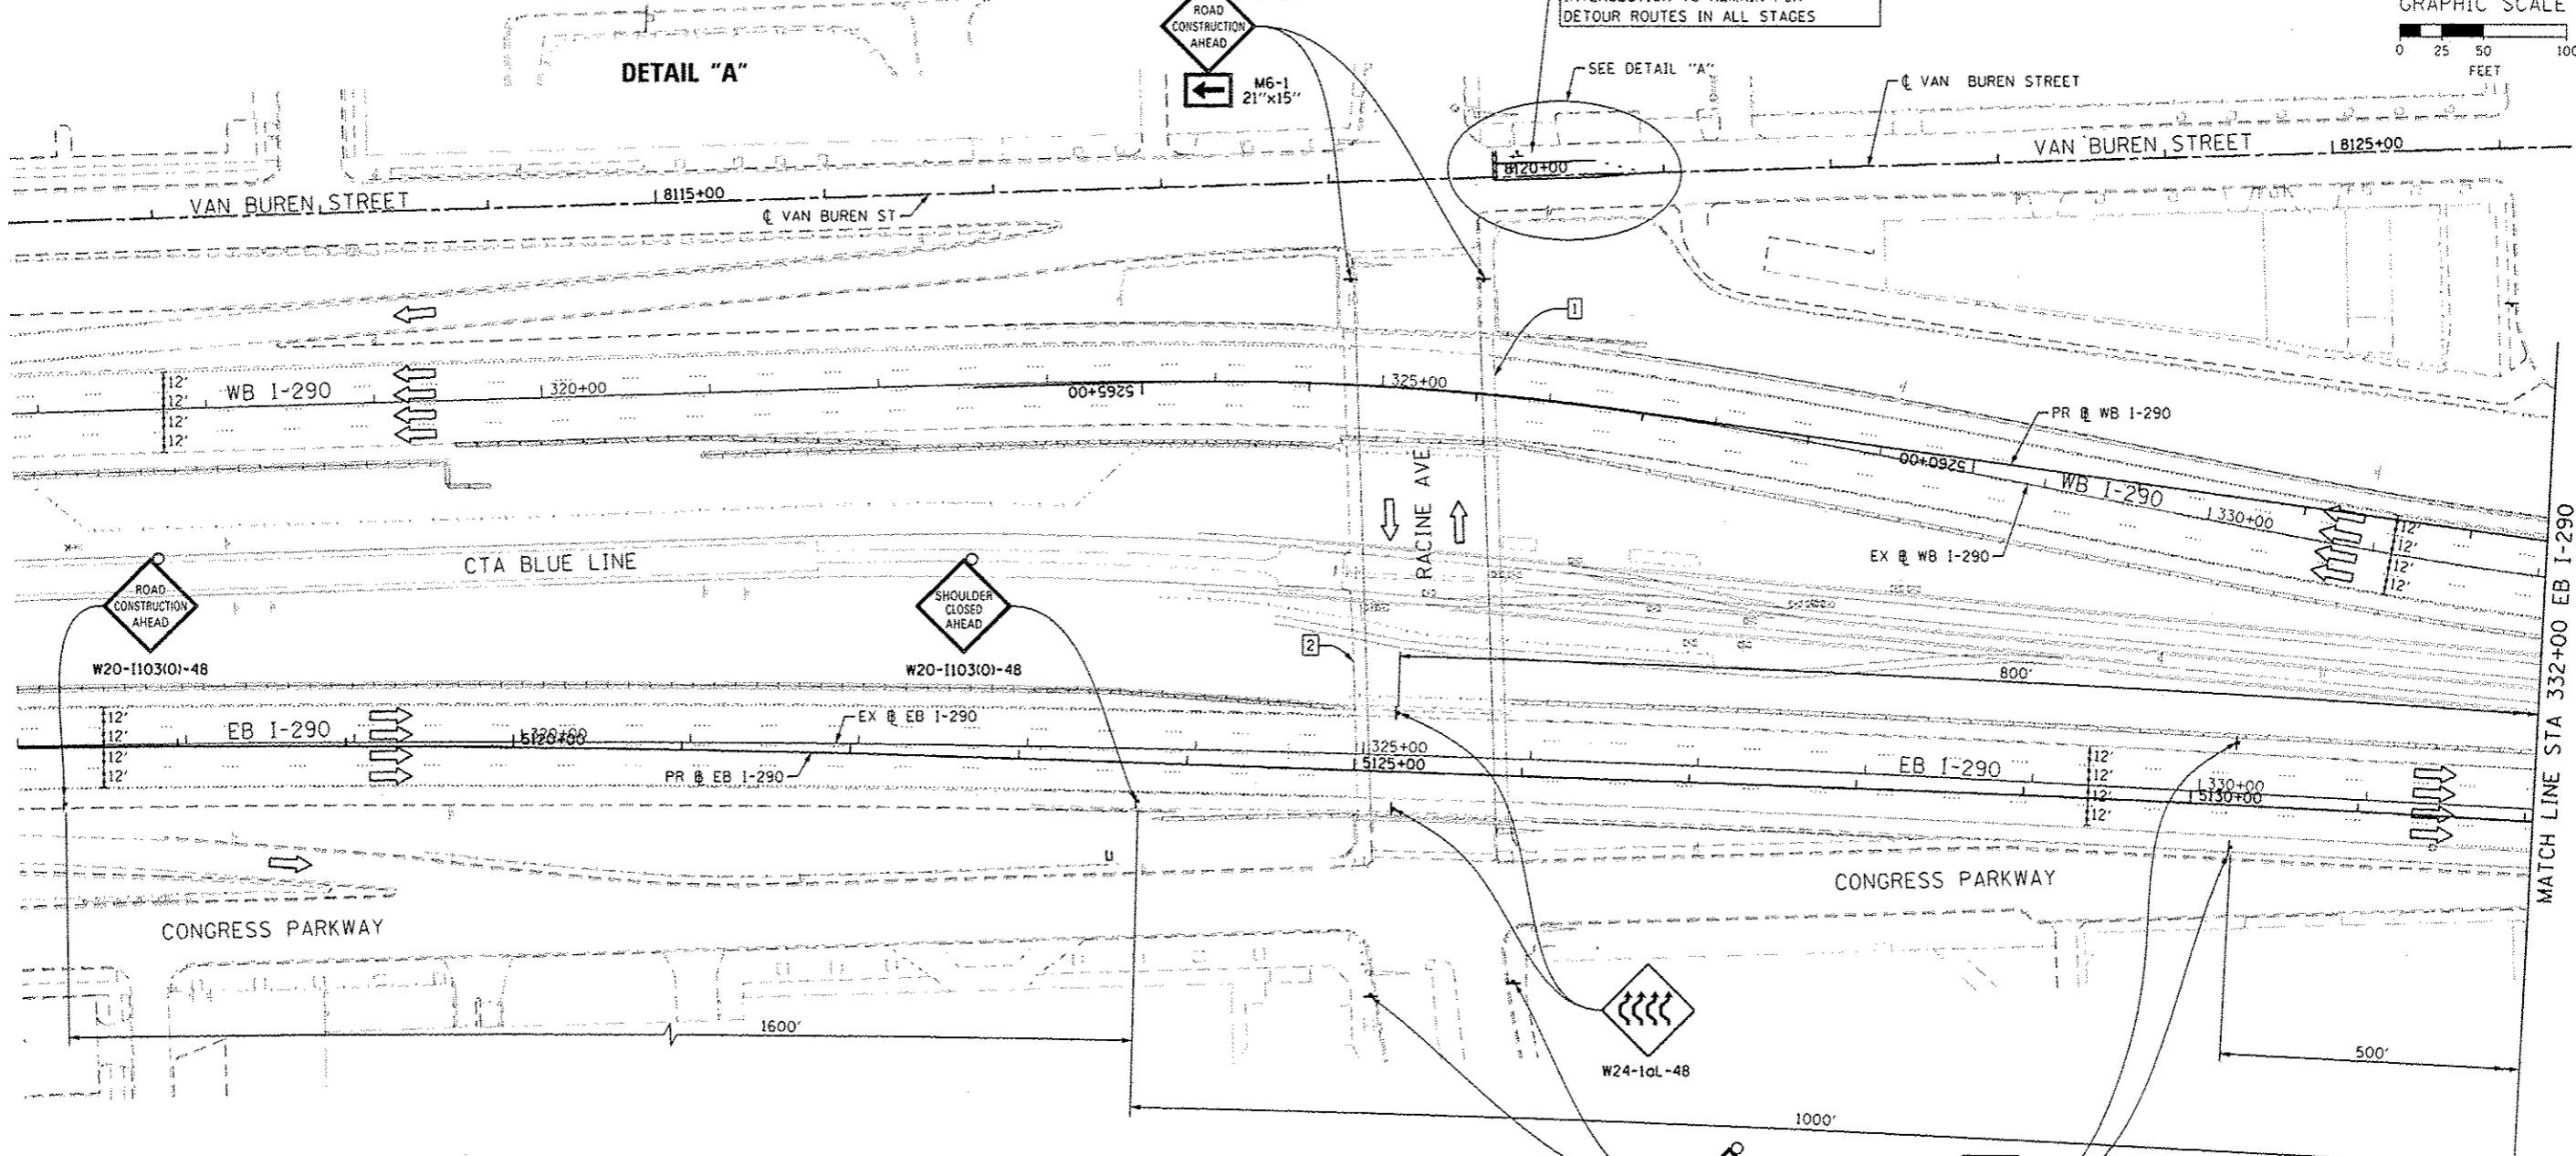 ROAD
CONSTRUCTION
AHEAD
M6-1
21"x15"
DETAIL "A"
DETOUR ROUTES IN ALL STAGES
GRAPHIC SCALE
0 25 50 100
FEET
SEE DETAIL "A"
℄ VAN BUREN STREET
VAN BUREN STREET
8115+00
℄ VAN BUREN ST
8120+00
VAN BUREN STREET
8125+00
1
12'
12'
12'
12'
WB I-290
320+00
5265+00
325+00
PR ℄ WB I-290
5260+00
WB I-290
330+00
12'
12'
12'
12'
EX ℄ WB I-290
RACINE AVE
CTA BLUE LINE
ROAD
CONSTRUCTION
AHEAD
W20-I103(O)-48
SHOULDER
CLOSED
AHEAD
W20-I103(O)-48
2
800'
MATCH LINE STA 332+00 EB I-290
12'
12'
12'
12'
EB I-290
320+00
5120+00
EX ℄ EB I-290
PR ℄ EB I-290
325+00
5125+00
EB I-290
12'
12'
12'
12'
330+00
5130+00
CONGRESS PARKWAY
CONGRESS PARKWAY
1600'
W24-1aL-48
500'
1000'